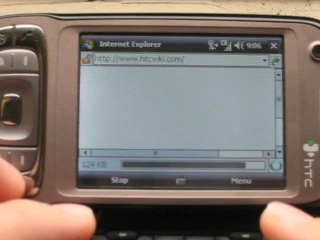 Internet Explorer 9:06
http://www.htcwiki.com/
124 KB
Stop Menu
hTC